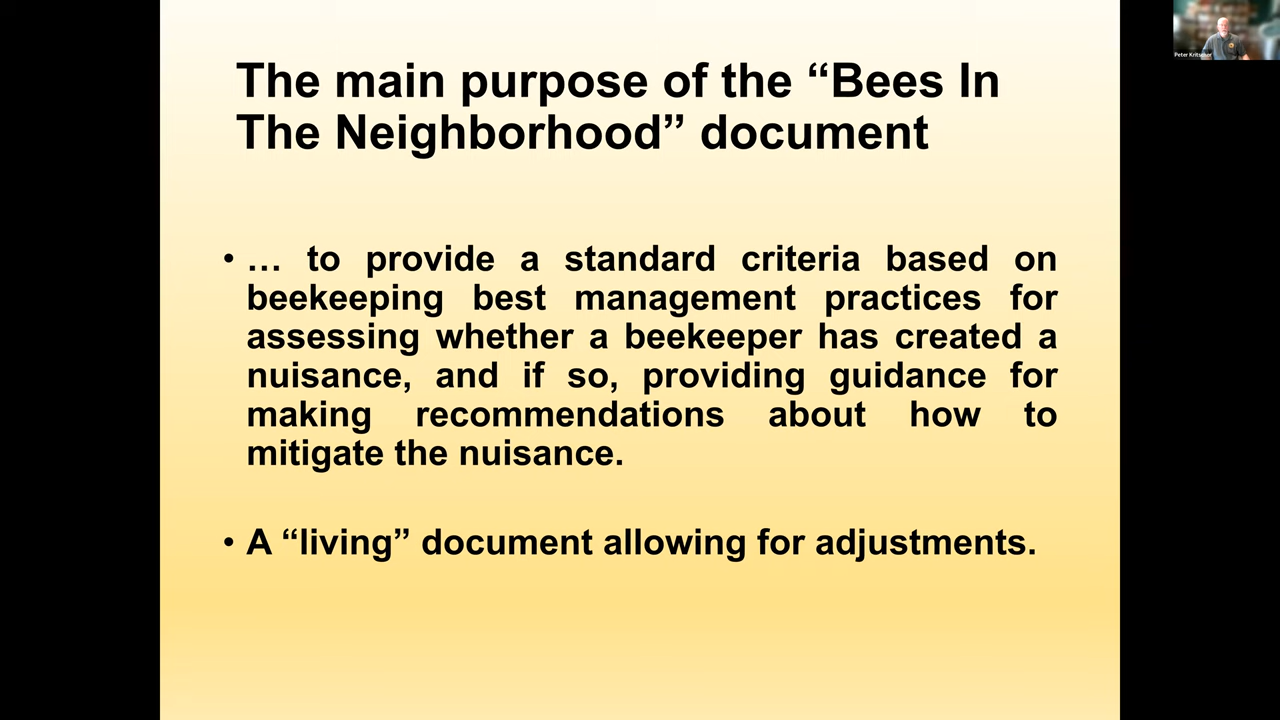 The main purpose of the “Bees In
The Neighborhood” document
• … to provide a standard criteria based on
beekeeping best management practices for
assessing whether a beekeeper has created a
nuisance, and if so, providing guidance for
making recommendations about how to
mitigate the nuisance.
• A “living” document allowing for adjustments.
Peter